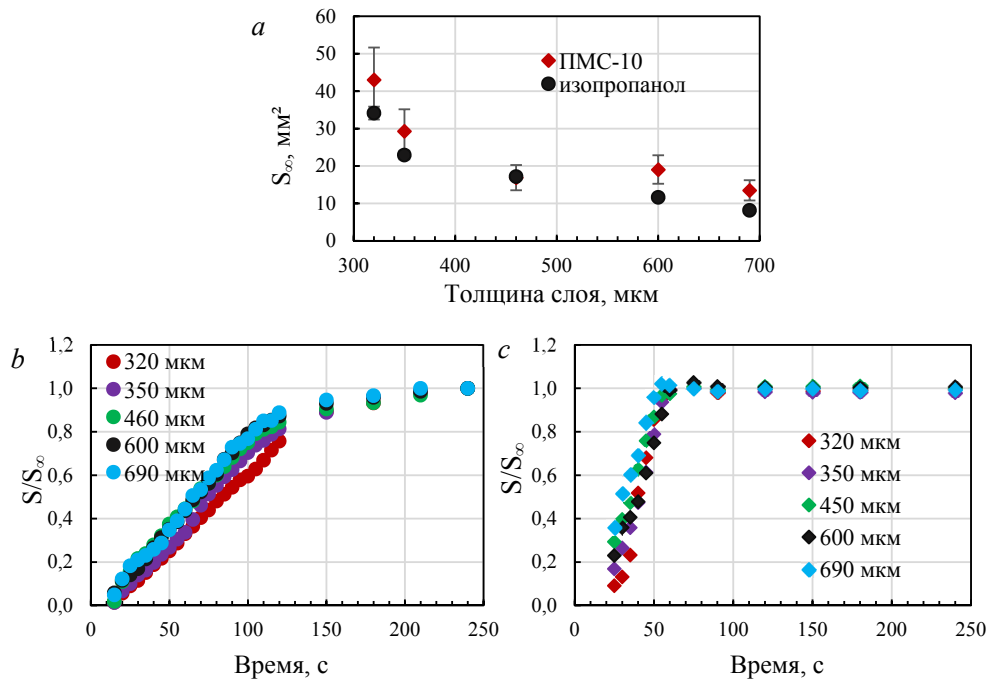 a
60
50
40
30
20
10
0
S∞, мм²
ПМС-10
изопропанол
300 400 500 600 700
Толщина слоя, мкм
b
1,2
1,0
0,8
0,6
0,4
0,2
0,0
S/S∞
320 мкм
350 мкм
460 мкм
600 мкм
690 мкм
0 50 100 150 200 250
Время, с
c
1,2
1,0
0,8
0,6
0,4
0,2
0,0
S/S∞
320 мкм
350 мкм
450 мкм
600 мкм
690 мкм
0 50 100 150 200 250
Время, с